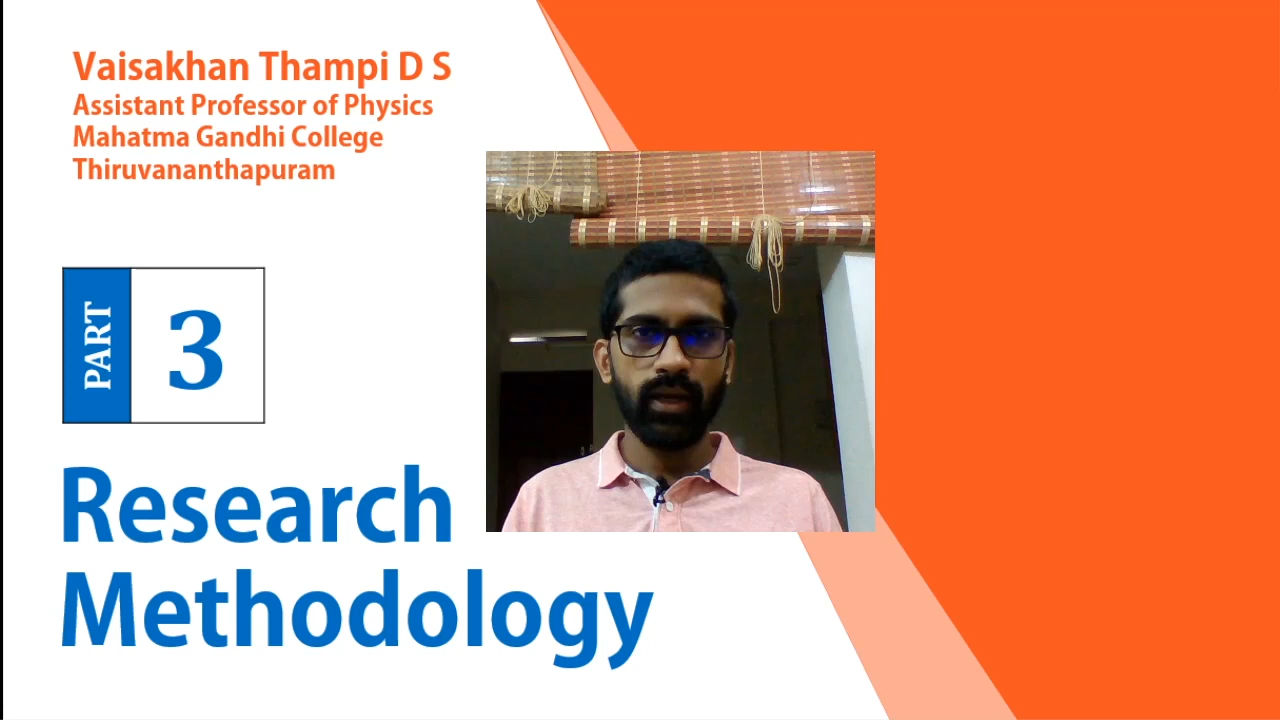 Vaisakhan Thampi D S
Assistant Professor of Physics
Mahatma Gandhi College
Thiruvananthapuram
PART
3
Research
Methodology